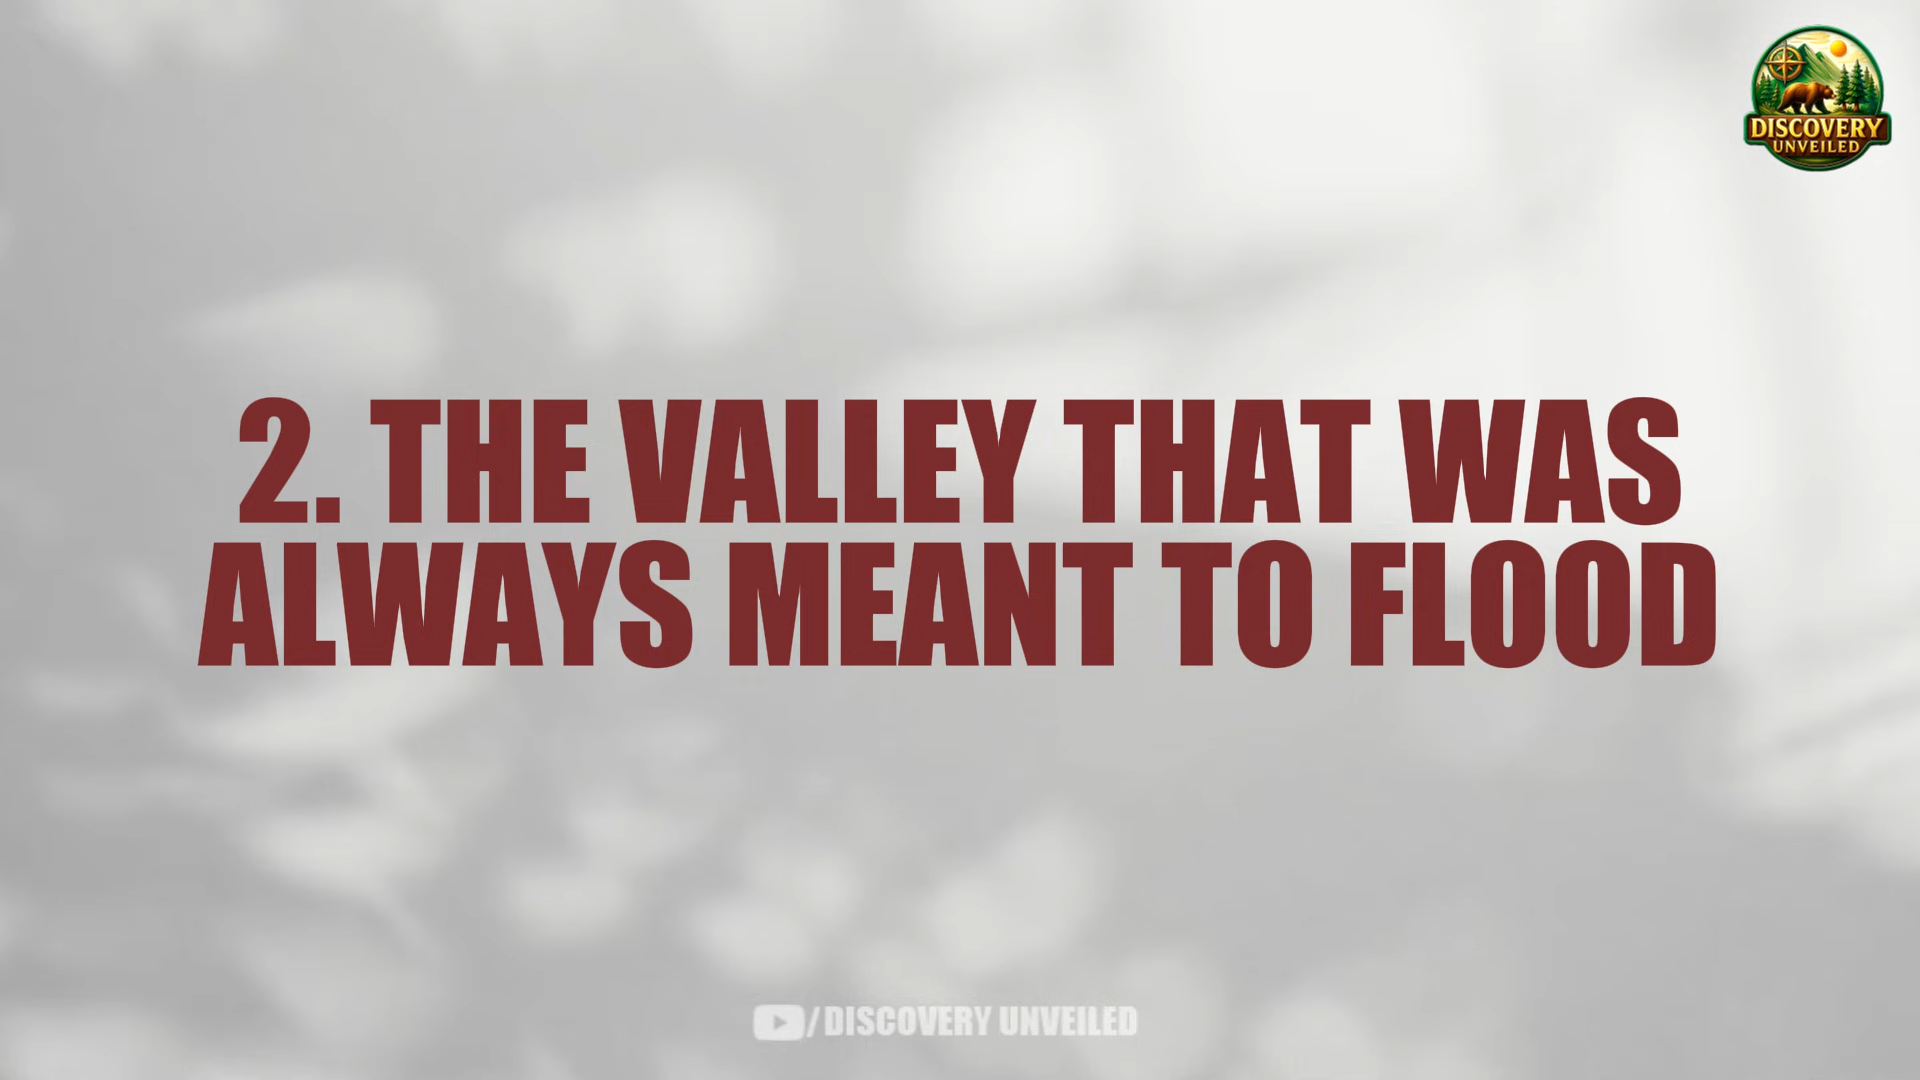 DISCOVERY
UNVEILED
2. THE VALLEY THAT WAS
ALWAYS MEANT TO FLOOD
/DISCOVERY UNVEILED